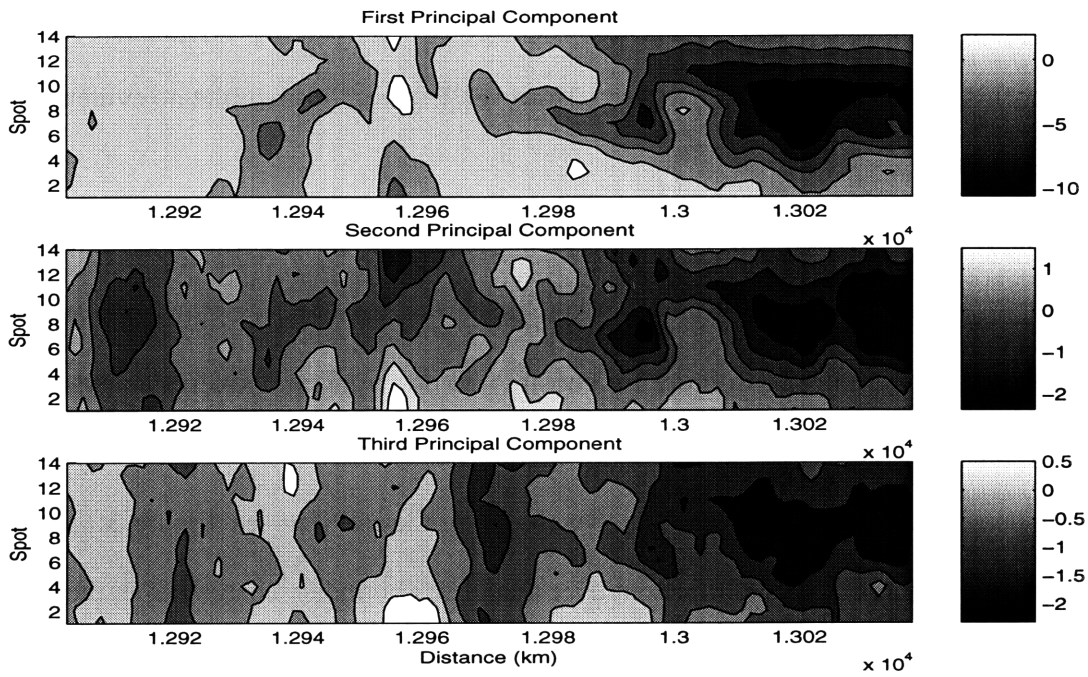 First Principal Component
14
12
10
8
6
4
2
Spot
1.292 1.294 1.296 1.298 1.3 1.302
x 10^4
0
−5
−10
Second Principal Component
14
12
10
8
6
4
2
Spot
1.292 1.294 1.296 1.298 1.3 1.302
x 10^4
1
0
−1
−2
Third Principal Component
14
12
10
8
6
4
2
Spot
1.292 1.294 1.296 1.298 1.3 1.302
Distance (km)
x 10^4
0.5
0
−0.5
−1
−1.5
−2